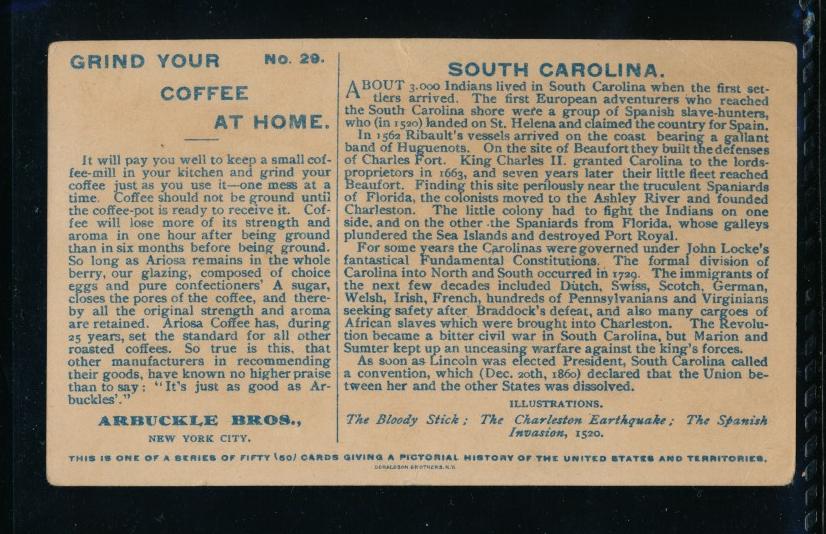 GRIND YOUR No. 29.
COFFEE
AT HOME.
It will pay you well to keep a small cof-
fee-mill in your kitchen and grind your
coffee just as you use it—one mess at a
time. Coffee should not be ground until
the coffee-pot is ready to receive it. Cof-
fee will lose more of its strength and
aroma in one hour after being ground
than in six months before being ground.
So long as Ariosa remains in the whole
berry, our glazing, composed of choice
eggs and pure confectioners' A sugar,
closes the pores of the coffee, and there-
by all the original strength and aroma
are retained. Ariosa Coffee has, during
25 years, set the standard for all other
roasted coffees. So true is this, that
other manufacturers in recommending
their goods, have known no higher praise
than to say: "It's just as good as Ar-
buckles'."
ARBUCKLE BROS.,
NEW YORK CITY.
SOUTH CAROLINA.
ABOUT 3.000 Indians lived in South Carolina when the first set-
tlers arrived. The first European adventurers who reached
the South Carolina shore were a group of Spanish slave-hunters,
who (in 1520) landed on St. Helena and claimed the country for Spain.
In 1562 Ribault's vessels arrived on the coast bearing a gallant
band of Huguenots. On the site of Beaufort they built the defenses
of Charles Fort. King Charles II. granted Carolina to the lords-
proprietors in 1663, and seven years later their little fleet reached
Beaufort. Finding this site perilously near the truculent Spaniards
of Florida, the colonists moved to the Ashley River and founded
Charleston. The little colony had to fight the Indians on one
side, and on the other the Spaniards from Florida, whose galleys
plundered the Sea Islands and destroyed Port Royal.
For some years the Carolinas were governed under John Locke's
fantastical Fundamental Constitutions. The formal division of
Carolina into North and South occurred in 1729. The immigrants of
the next few decades included Dutch, Swiss, Scotch, German,
Welsh, Irish, French, hundreds of Pennsylvanians and Virginians
seeking safety after Braddock's defeat, and also many cargoes of
African slaves which were brought into Charleston. The Revolu-
tion became a bitter civil war in South Carolina, but Marion and
Sumter kept up an unceasing warfare against the king's forces.
As soon as Lincoln was elected President, South Carolina called
a convention, which (Dec. 20th, 1860) declared that the Union be-
tween her and the other States was dissolved.
ILLUSTRATIONS.
The Bloody Stick; The Charleston Earthquake; The Spanish
Invasion, 1520.
THIS IS ONE OF A SERIES OF FIFTY (50) CARDS GIVING A PICTORIAL HISTORY OF THE UNITED STATES AND TERRITORIES.
DONALDSON BROTHERS, N.Y.